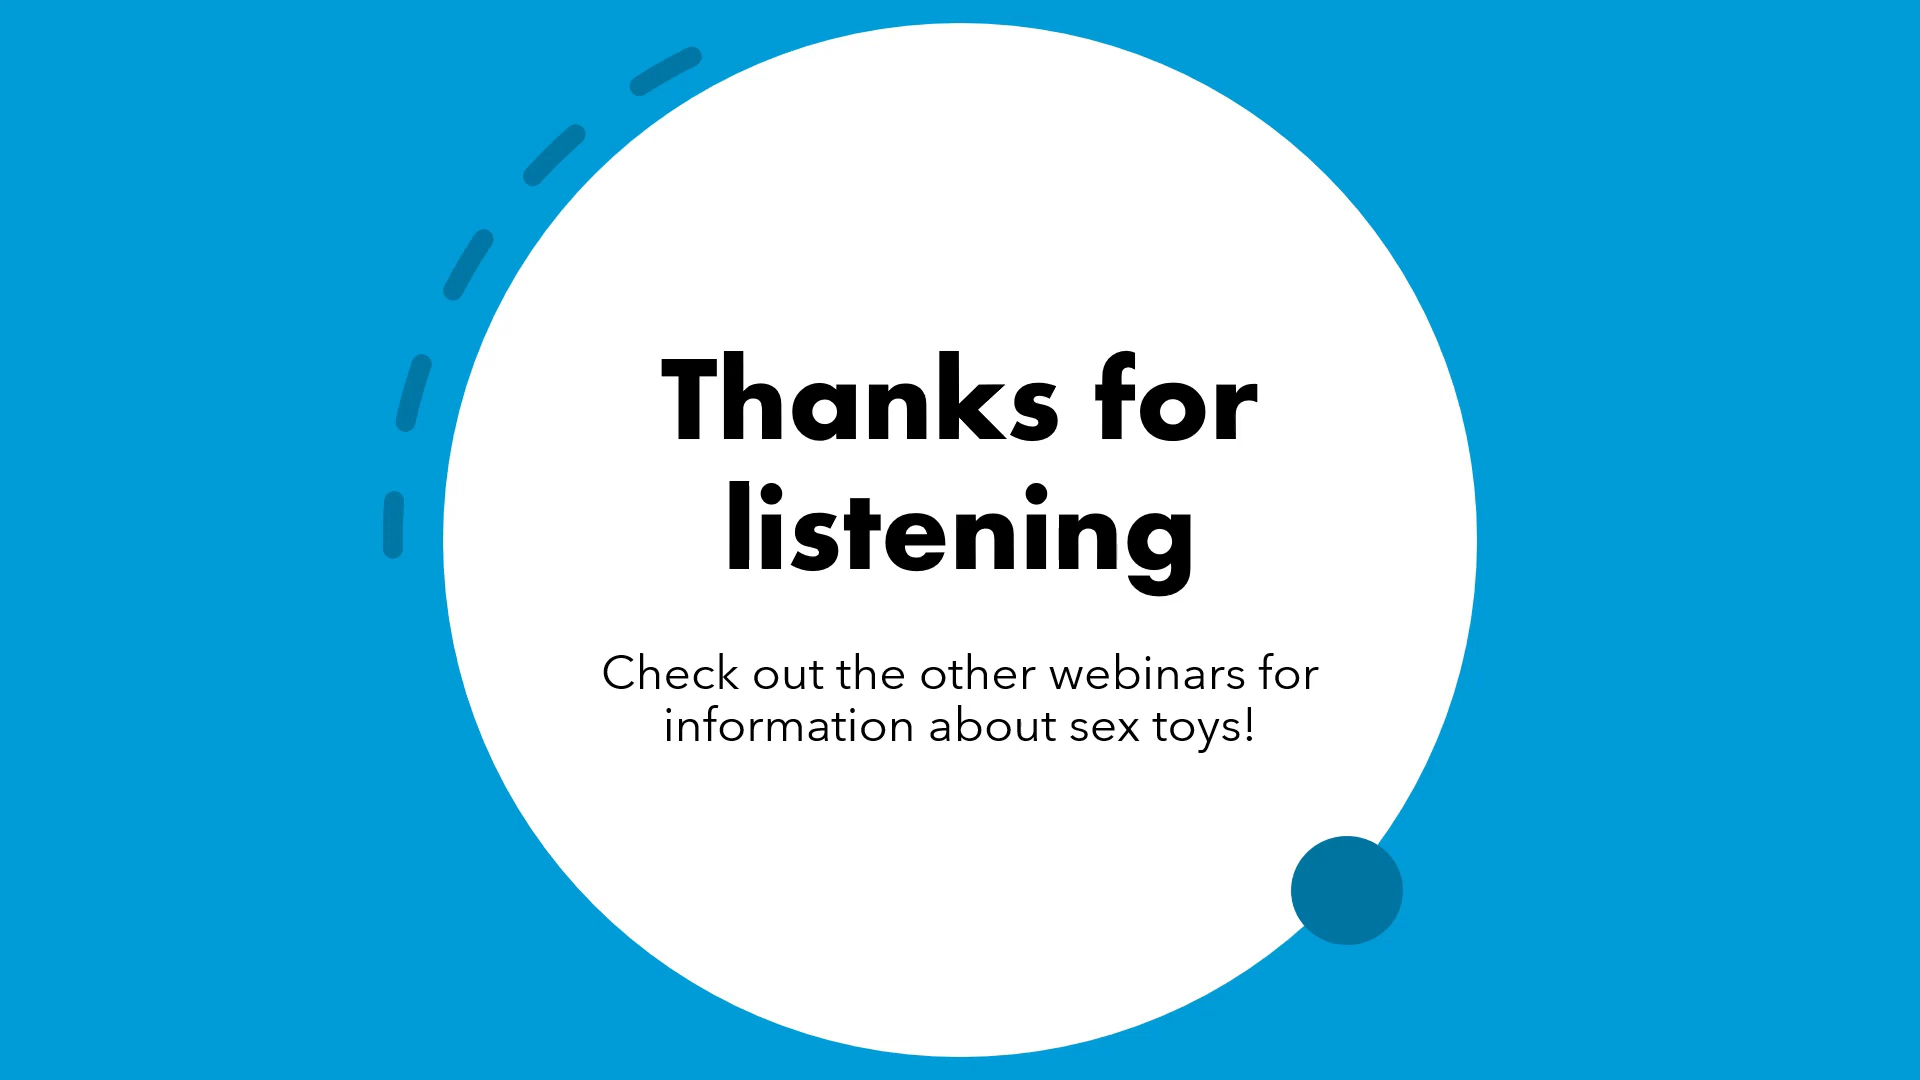 Thanks for
listening
Check out the other webinars for
information about sex toys!